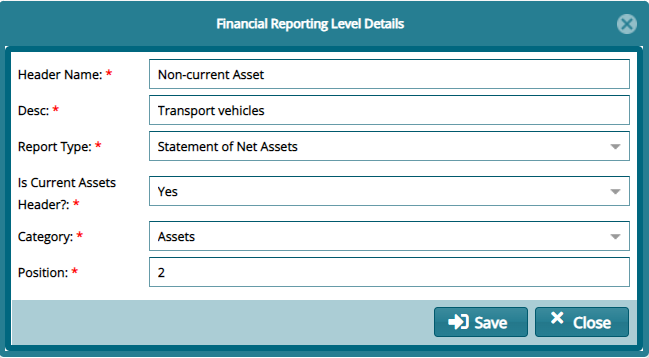 Financial Reporting Level Details
Header Name: * Non-current Asset
Desc: * Transport vehicles
Report Type: * Statement of Net Assets
Is Current Assets
Header?: * Yes
Category: * Assets
Position: * 2
Save Close